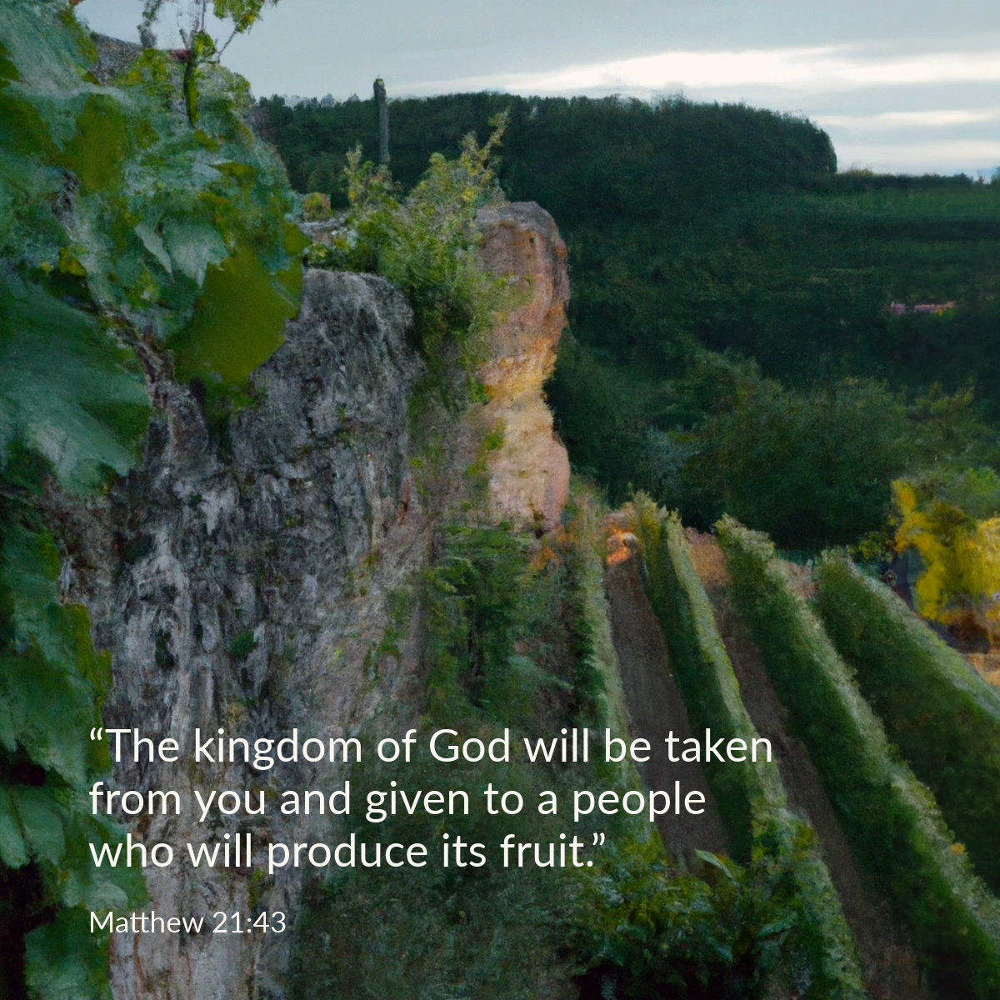 “The kingdom of God will be taken
from you and given to a people
who will produce its fruit.”
Matthew 21:43